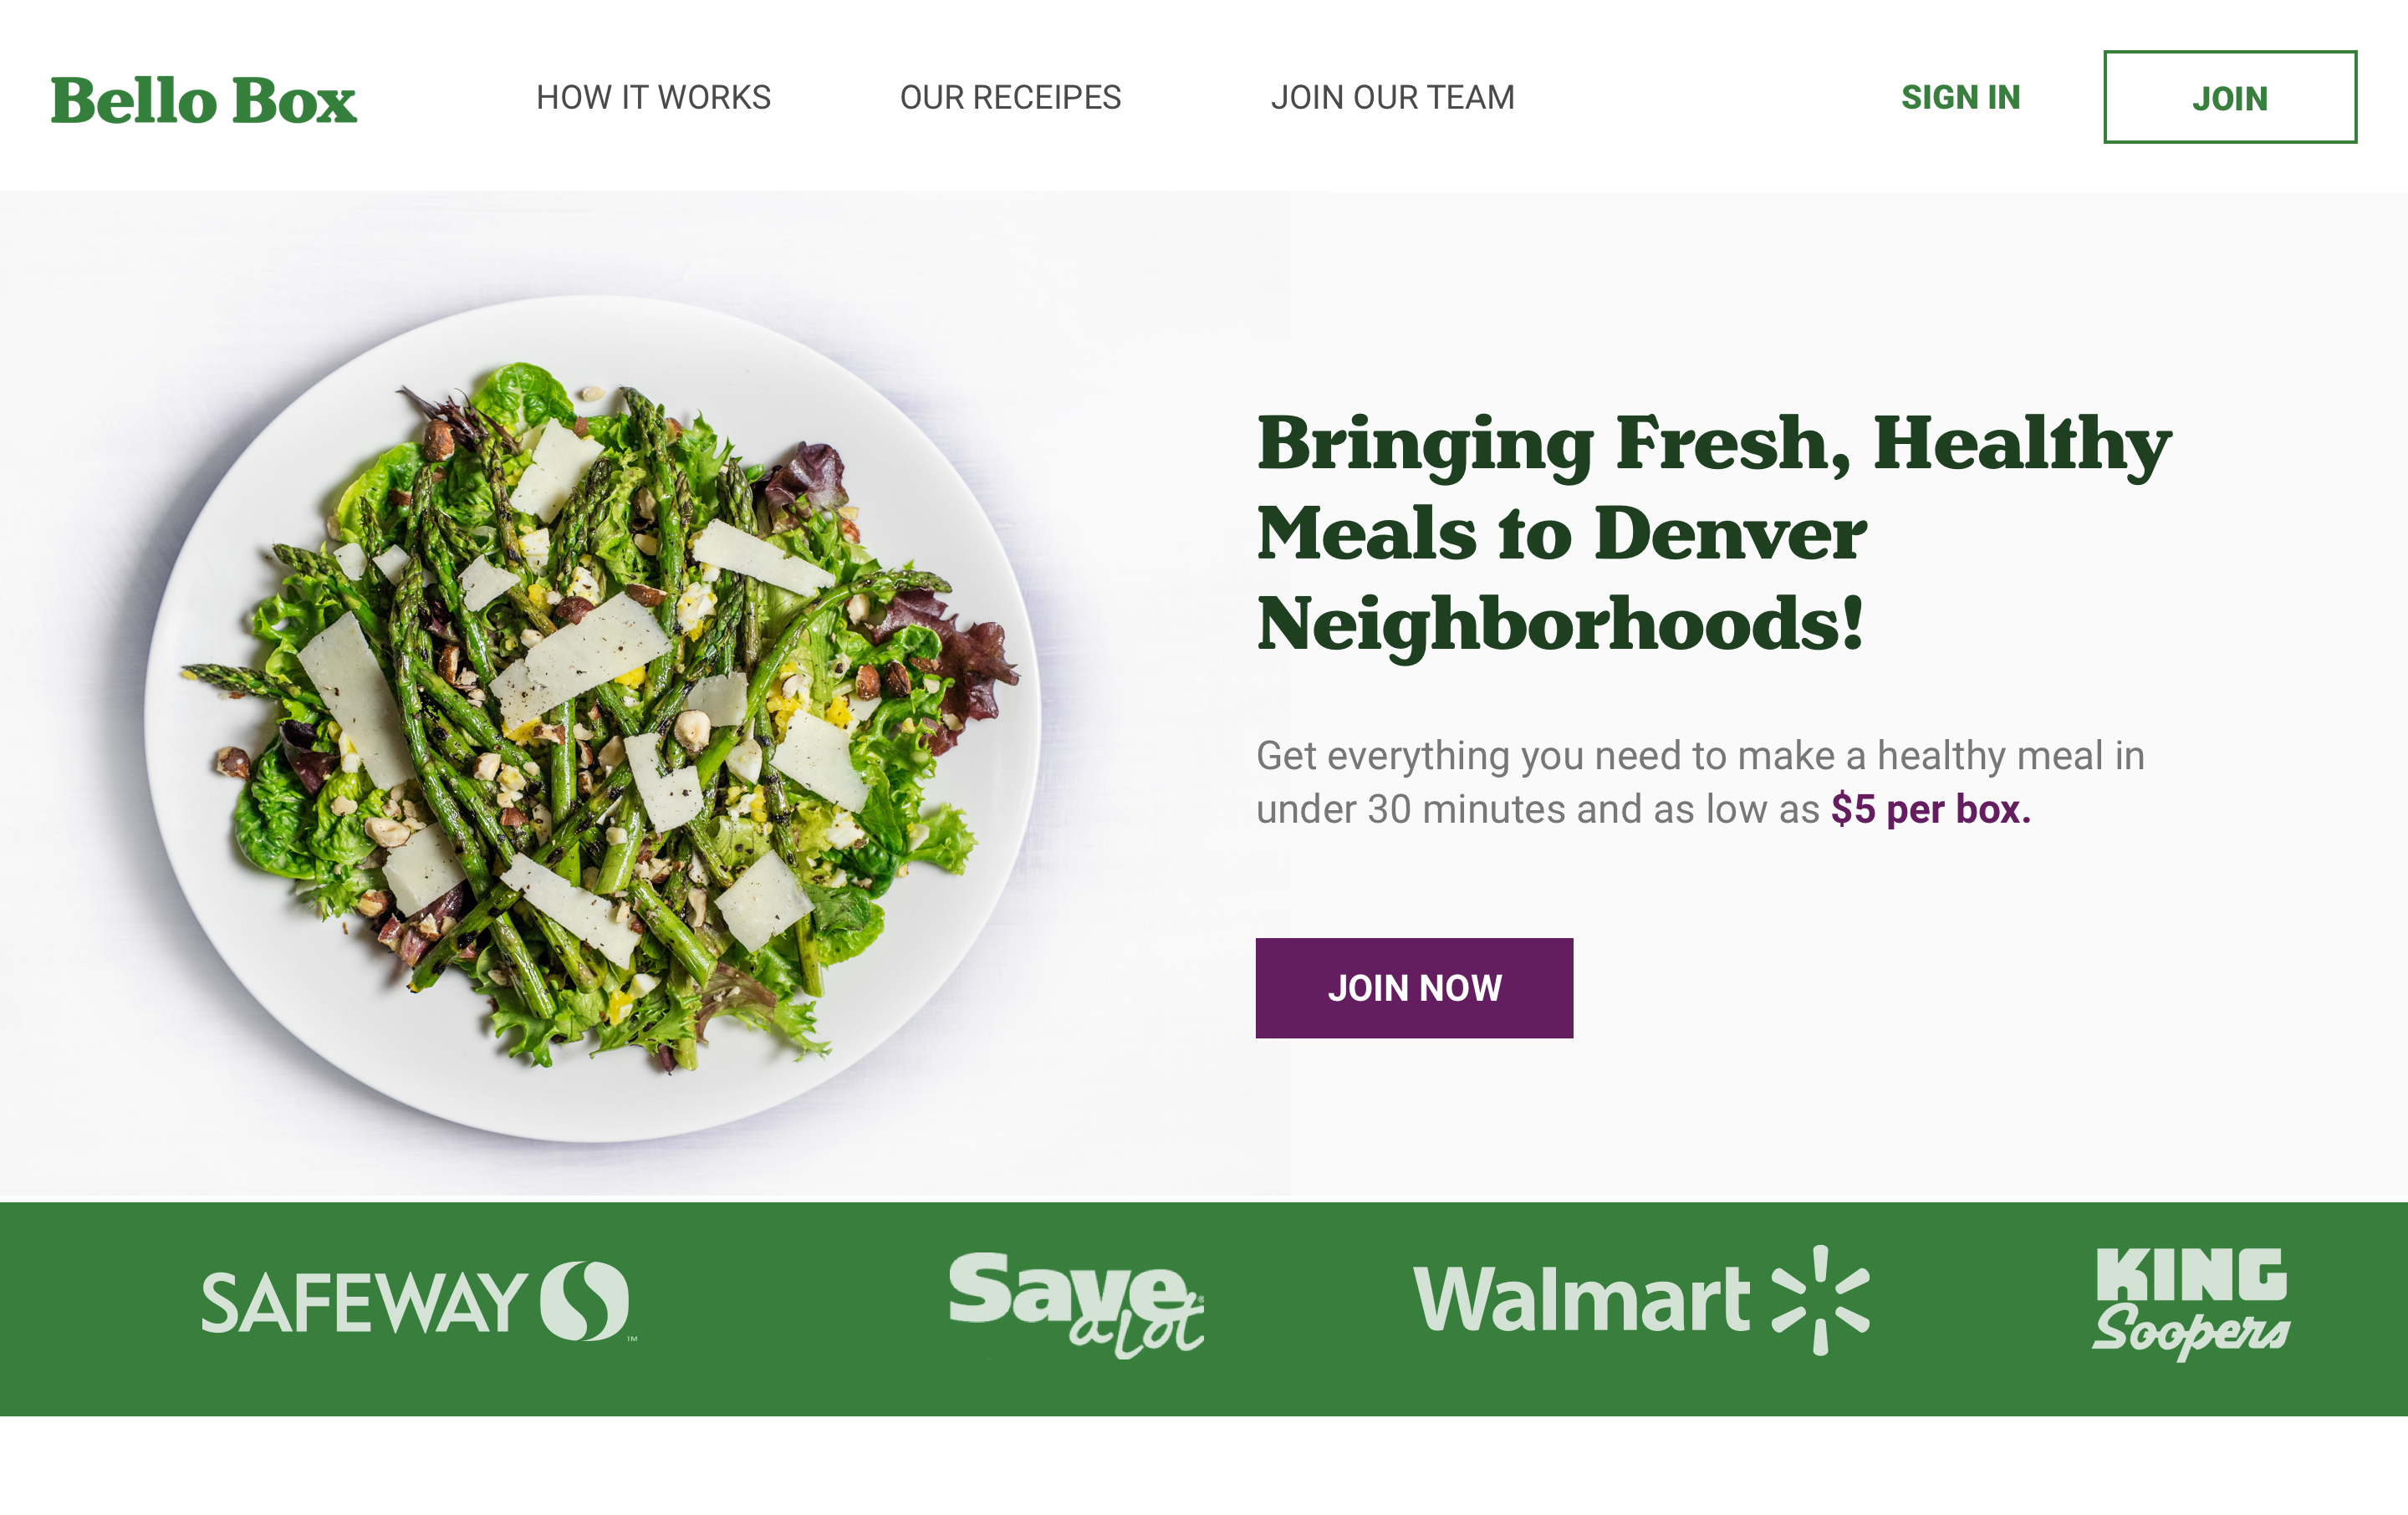 Bello Box
HOW IT WORKS
OUR RECEIPES
JOIN OUR TEAM
SIGN IN
JOIN
Bringing Fresh, Healthy
Meals to Denver
Neighborhoods!
Get everything you need to make a healthy meal in
under 30 minutes and as low as $5 per box.
JOIN NOW
SAFEWAY ™
Save ®
a Lot
Walmart
KING
Soopers